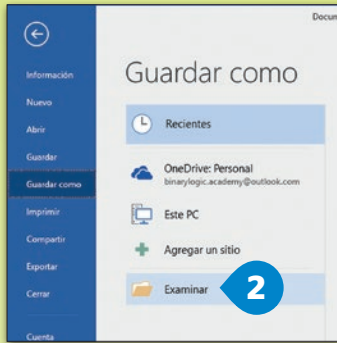 Docum
Guardar como
Información
Nuevo
Abrir
Guardar
Guardar como
Imprimir
Compartir
Exportar
Cerrar
Cuenta
Recientes
OneDrive: Personal
binarylogic.academy@outlook.com
Este PC
Agregar un sitio
Examinar
2